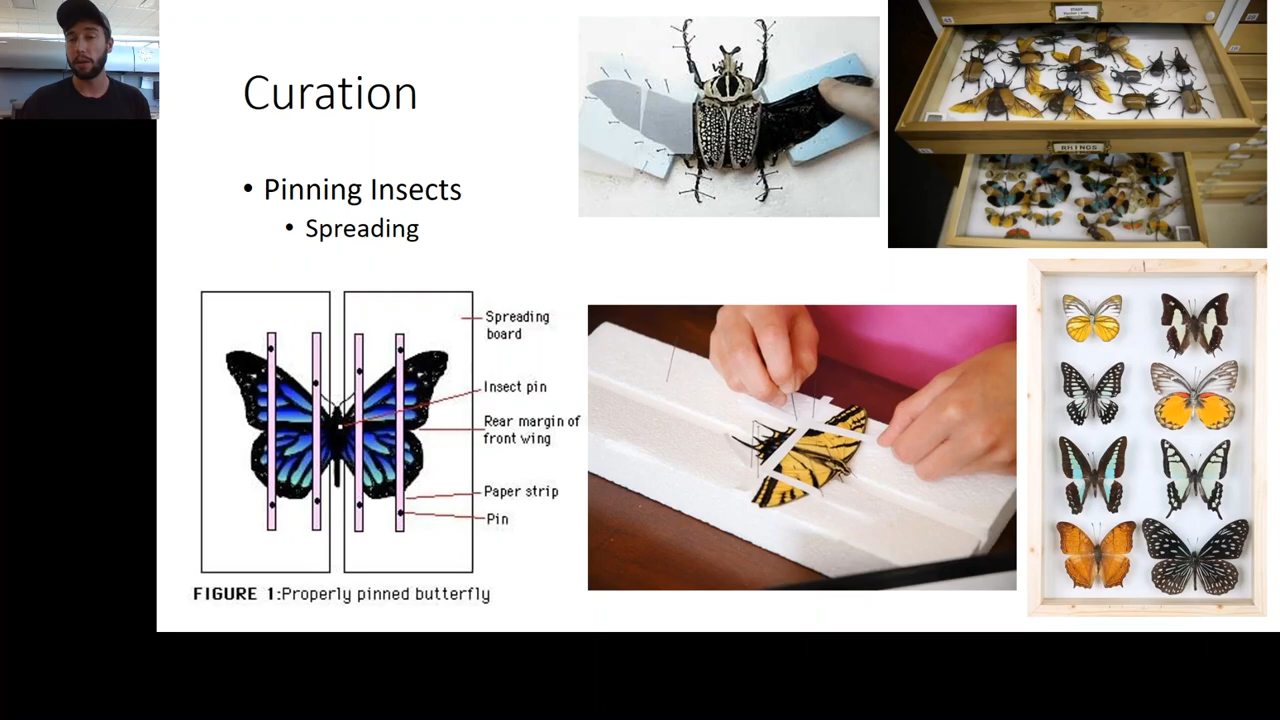 Curation
• Pinning Insects
• Spreading
Spreading
board
Insect pin
Rear margin of
front wing
Paper strip
Pin
FIGURE 1:Properly pinned butterfly